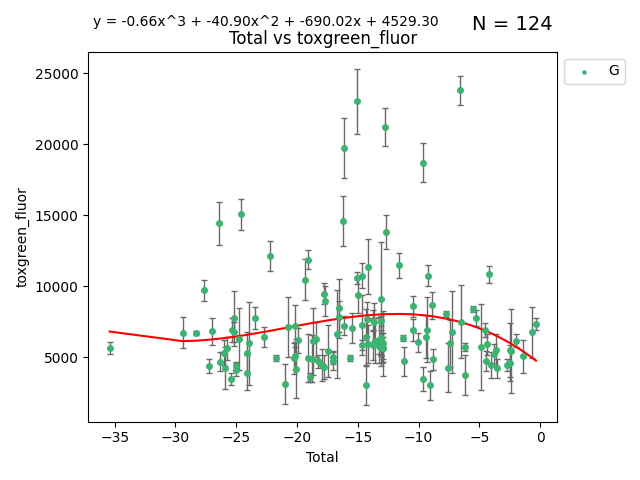 y = -0.66x^3 + -40.90x^2 + -690.02x + 4529.30
N = 124
Total vs toxgreen_fluor
G
25000
20000
15000
10000
5000
toxgreen_fluor
−35 −30 −25 −20 −15 −10 −5 0
Total